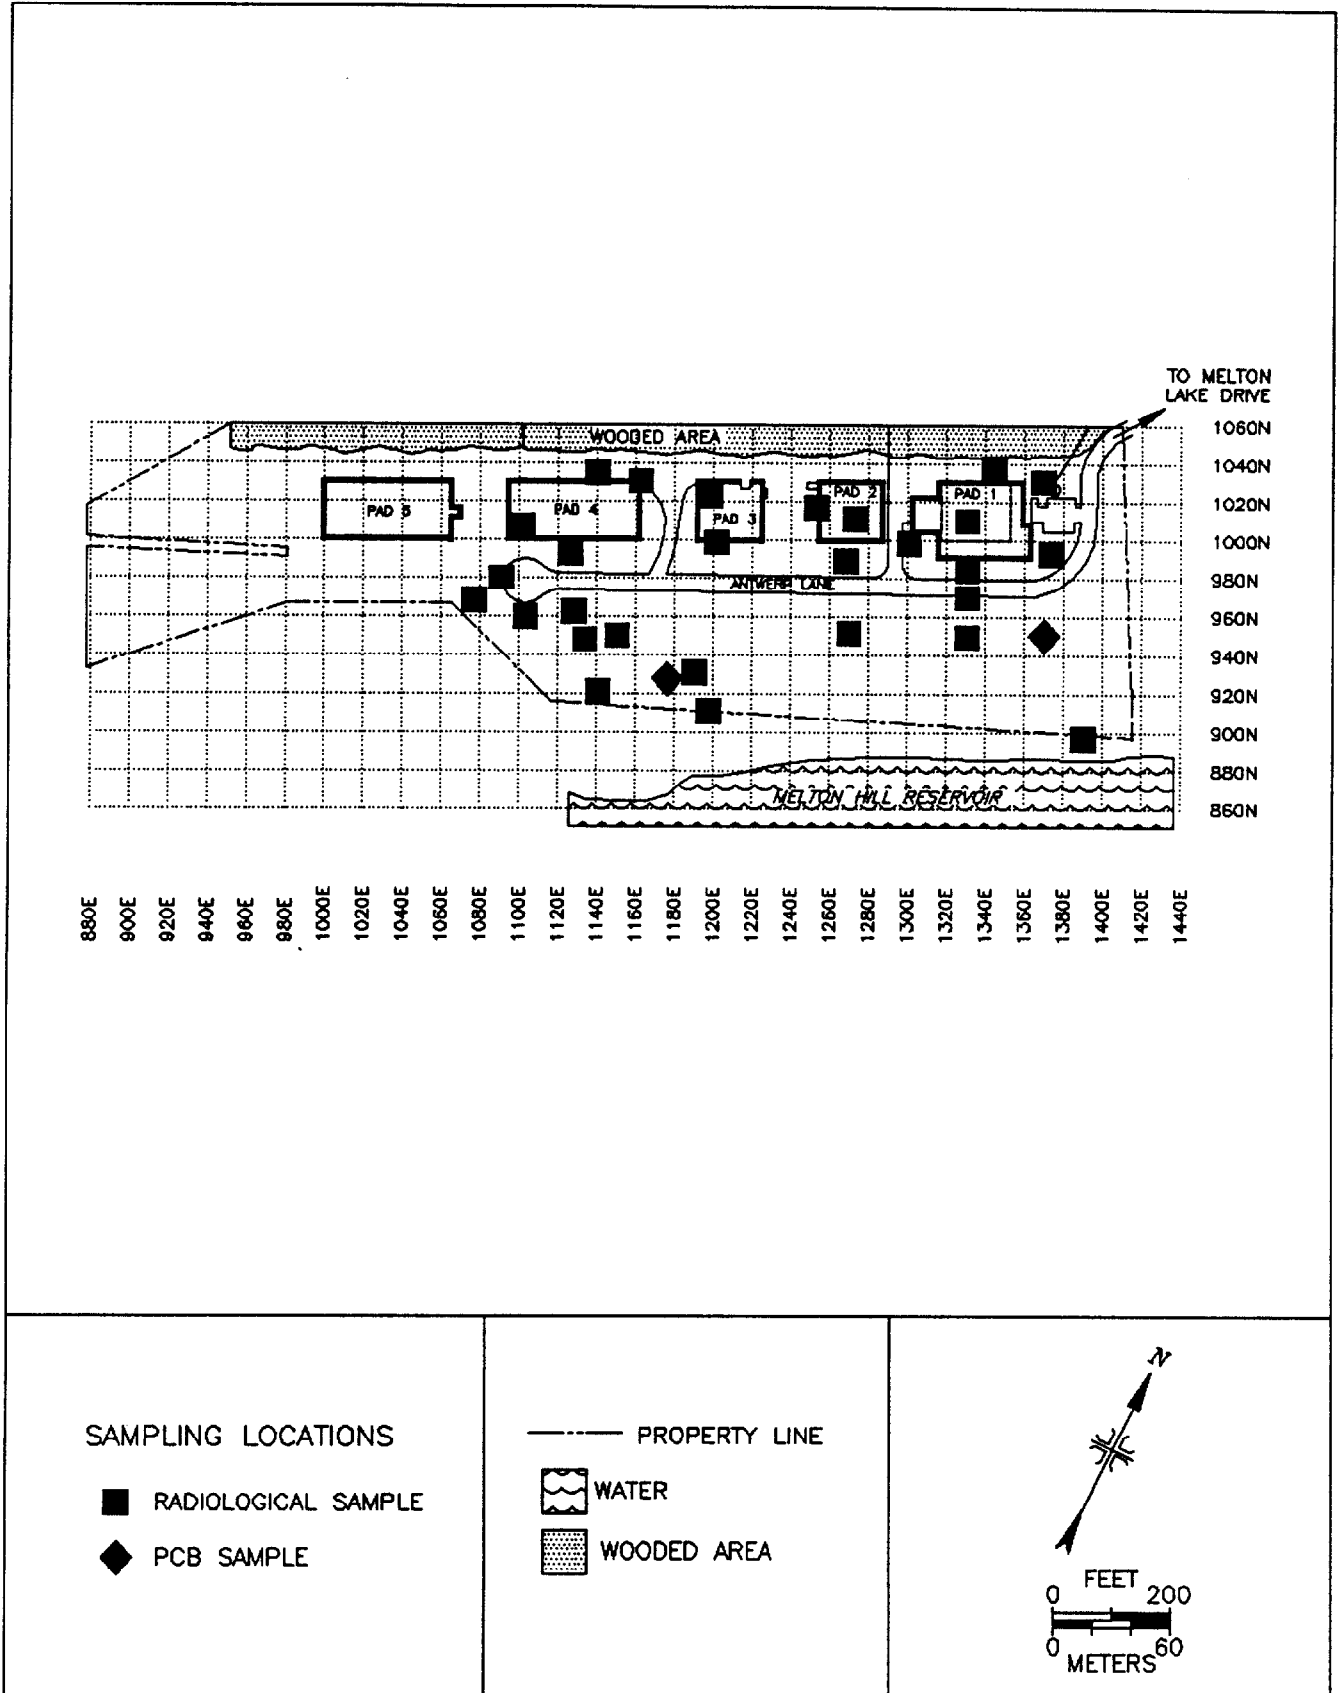 TO MELTON
LAKE DRIVE
WOODED AREA
1060N
1040N
1020N
1000N
980N
960N
940N
920N
900N
880N
860N
PAD 5
PAD 4
PAD 3
PAD 2
PAD 1
ANTWERP LANE
MELTON HILL RESERVOIR
880E
900E
920E
940E
960E
980E
1000E
1020E
1040E
1060E
1080E
1100E
1120E
1140E
1160E
1180E
1200E
1220E
1240E
1260E
1280E
1300E
1320E
1340E
1360E
1380E
1400E
1420E
1440E
SAMPLING LOCATIONS
RADIOLOGICAL SAMPLE
PCB SAMPLE
PROPERTY LINE
WATER
WOODED AREA
N
FEET
0 200
0 60
METERS